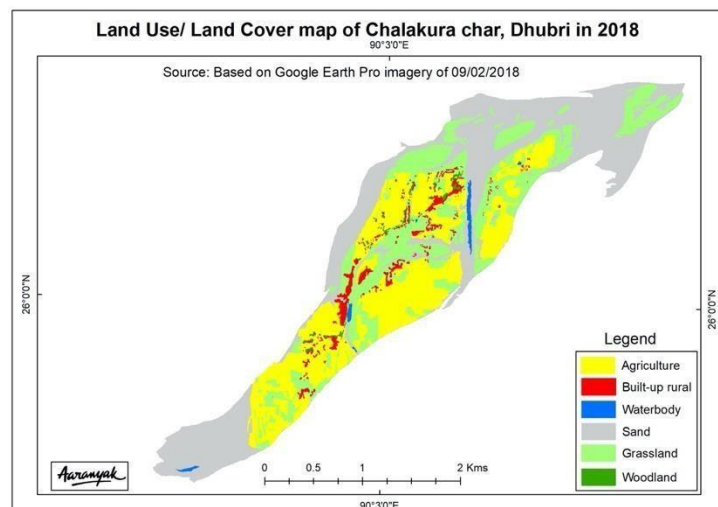 Land Use/ Land Cover map of Chalakura char, Dhubri in 2018
90°3'0"E
Source: Based on Google Earth Pro imagery of 09/02/2018
26°0'0"N
26°0'0"N
Legend
Agriculture
Built-up rural
Waterbody
Sand
Grassland
Woodland
Aaranyak
0 0.5 1 2 Kms
90°3'0"E